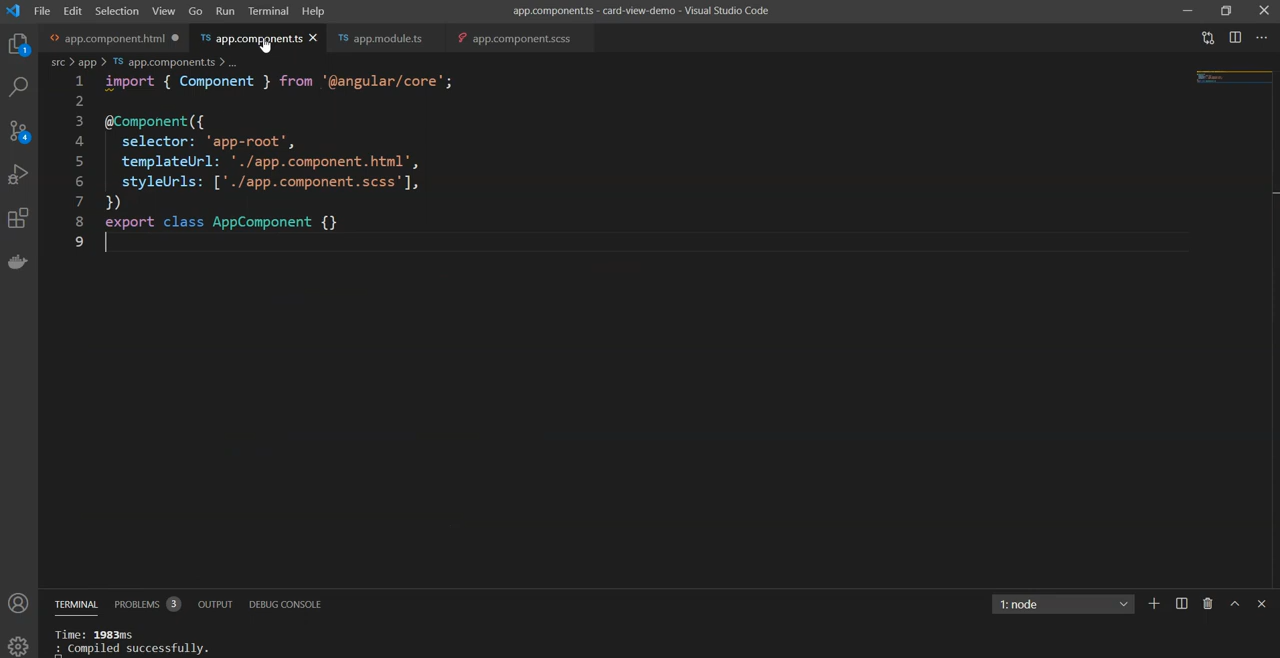 File Edit Selection View Go Run Terminal Help app.component.ts - card-view-demo - Visual Studio Code
1 <> app.component.html TS app.component.ts TS app.module.ts app.component.scss
src > app > TS app.component.ts > ...
1 import { Component } from '@angular/core';
2
3 @Component({
4 selector: 'app-root',
4 5 templateUrl: './app.component.html',
6 styleUrls: ['./app.component.scss'],
7 })
8 export class AppComponent {}
9
TERMINAL PROBLEMS 3 OUTPUT DEBUG CONSOLE 1: node
Time: 1983ms
: Compiled successfully.